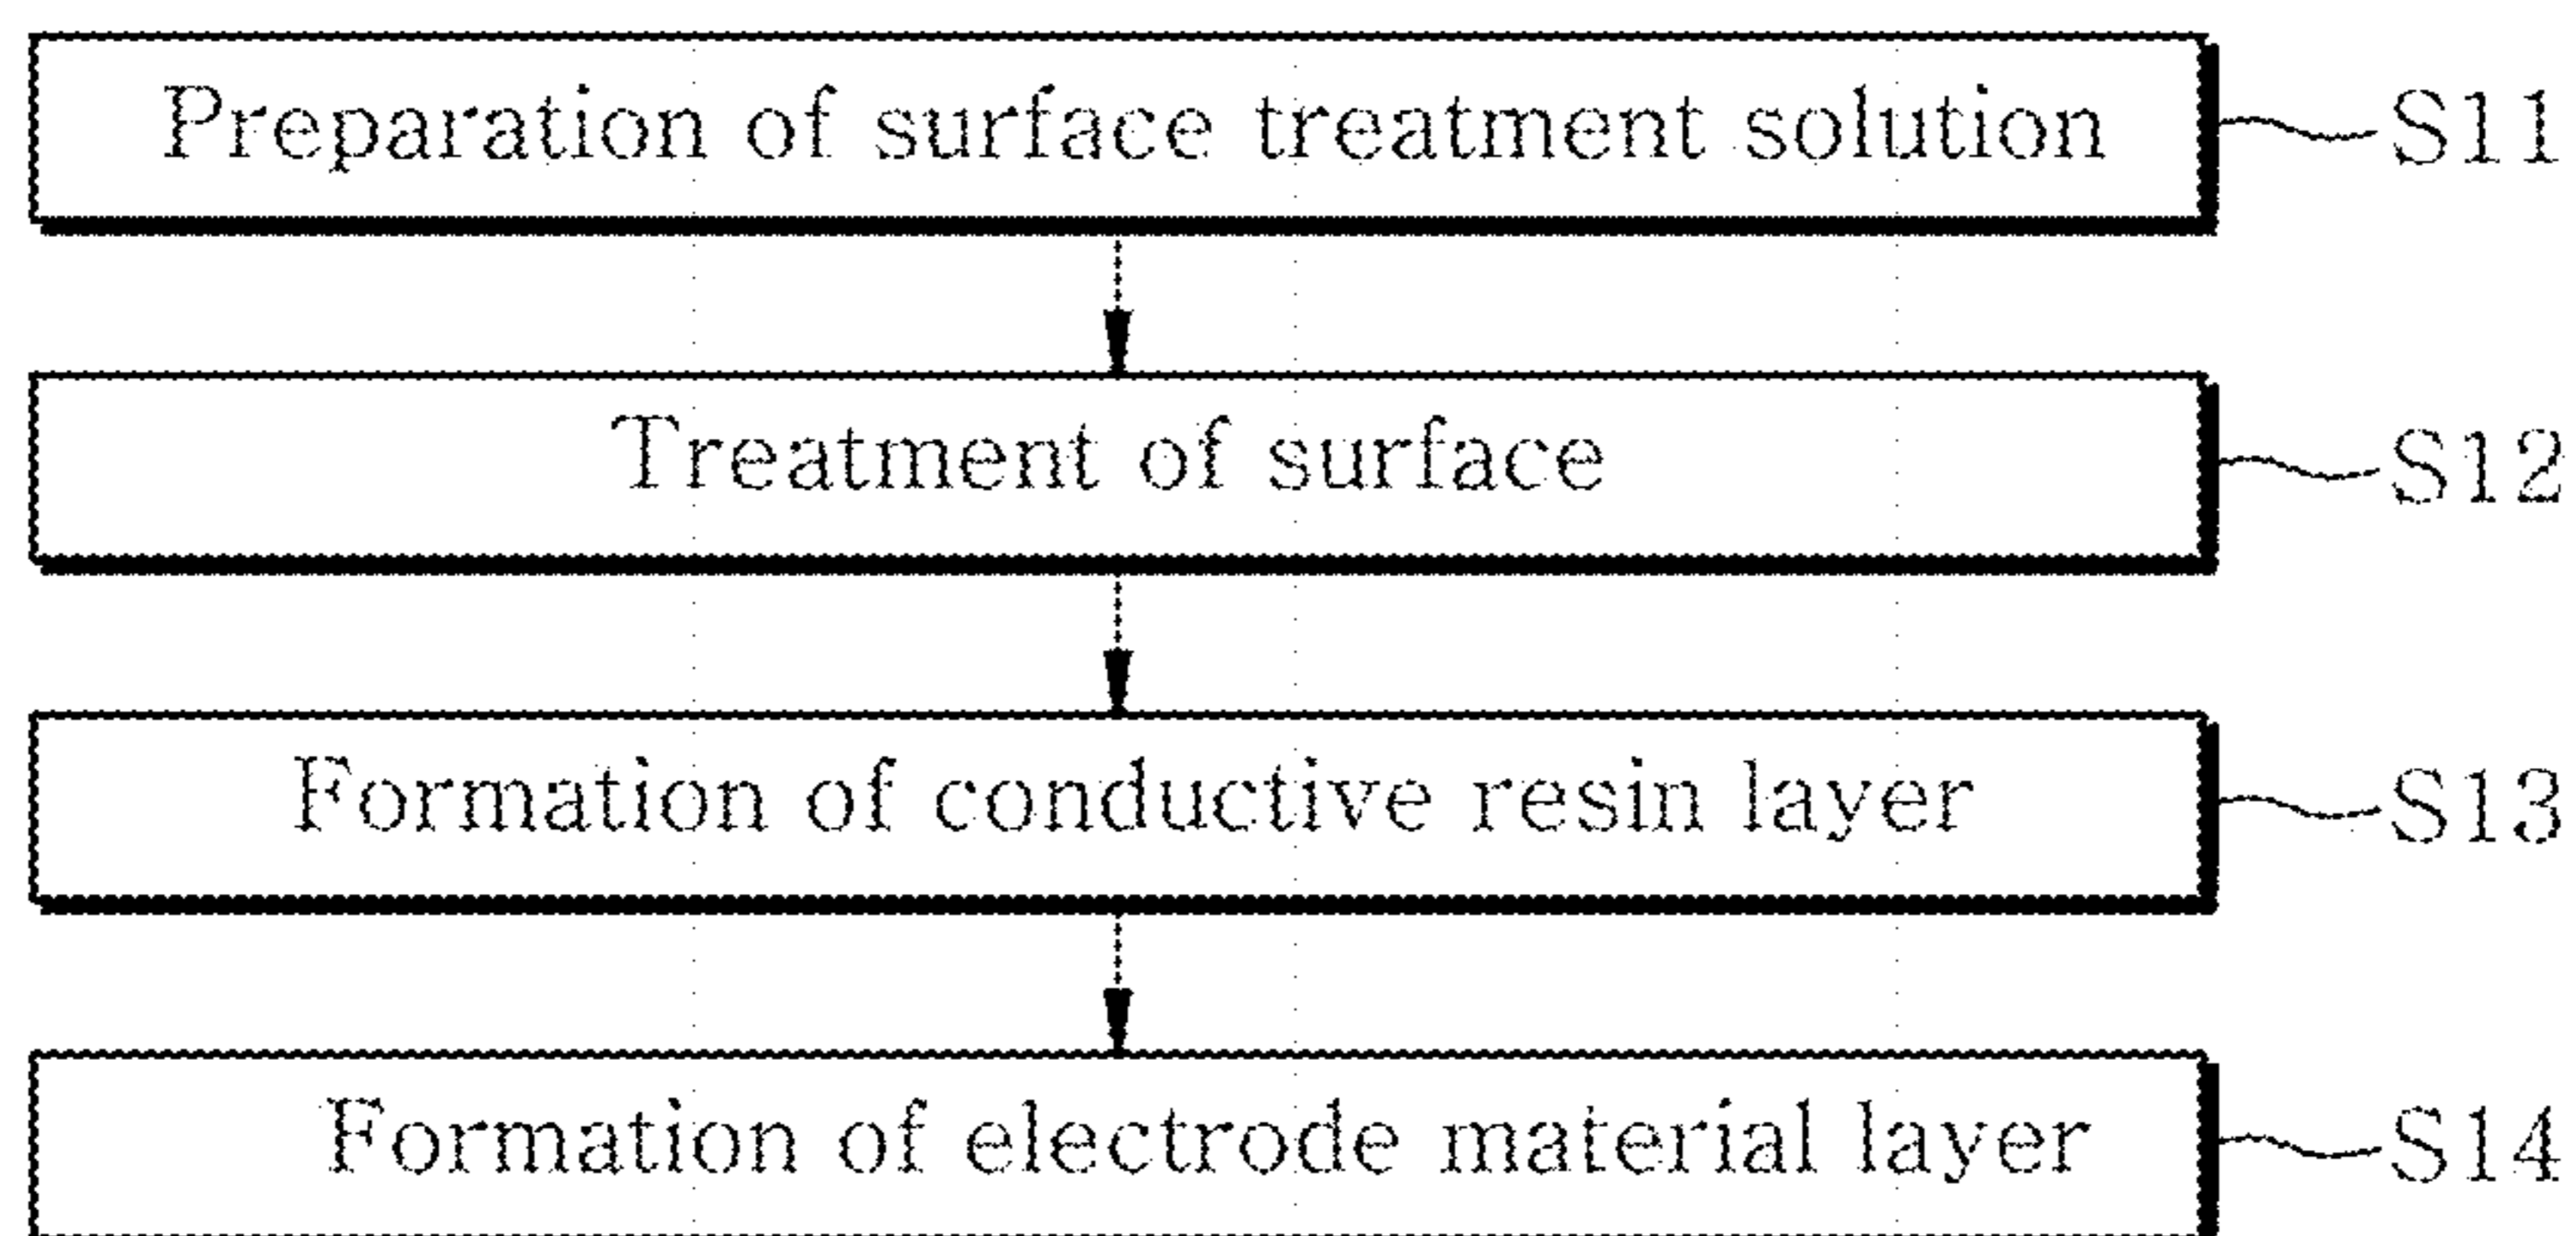 Preparation of surface treatment solution S11
Treatment of surface S12
Formation of conductive resin layer S13
Formation of electrode material layer S14